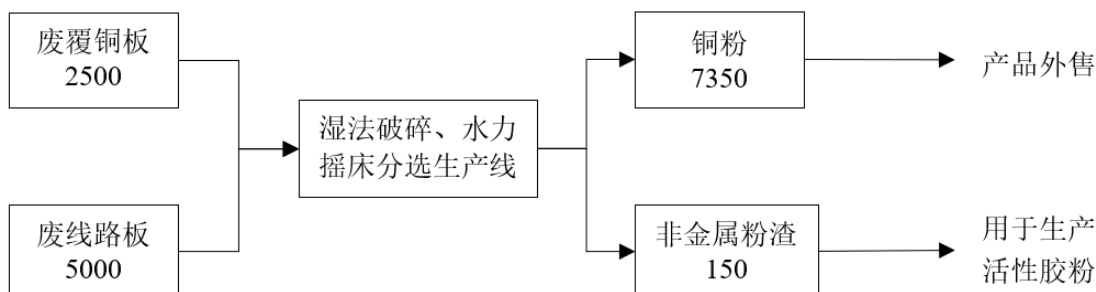 废覆铜板
2500
废线路板
5000
湿法破碎、水力
摇床分选生产线
铜粉
7350
产品外售
非金属粉渣
150
用于生产
活性胶粉